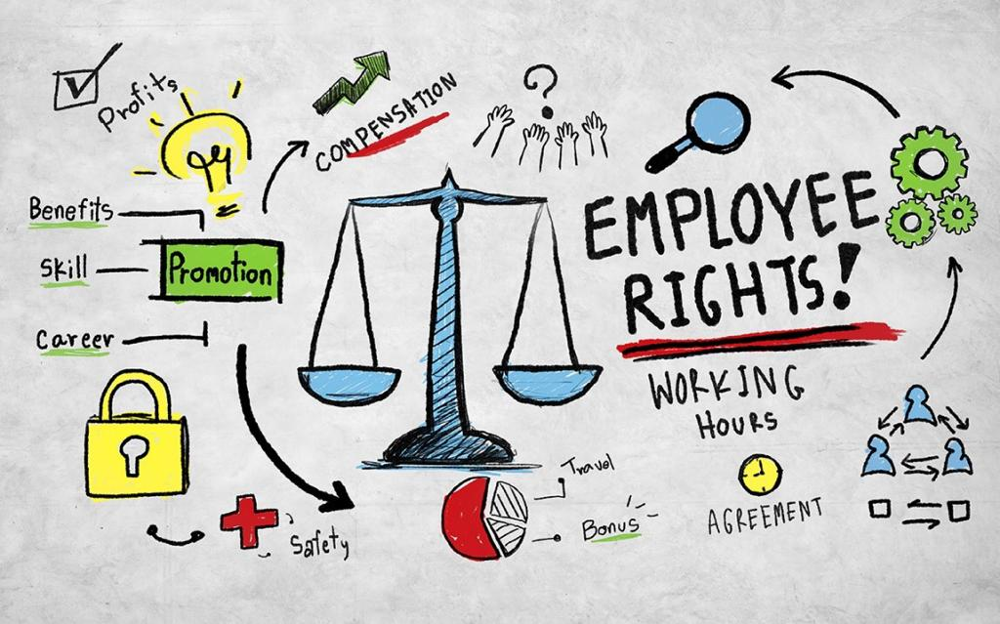 Profits
COMPENSATION
?
Benefits
Skill
Promotion
Career
EMPLOYEE
RIGHTS!
WORKING
HOURS
Travel
Bonus
AGREEMENT
Safety